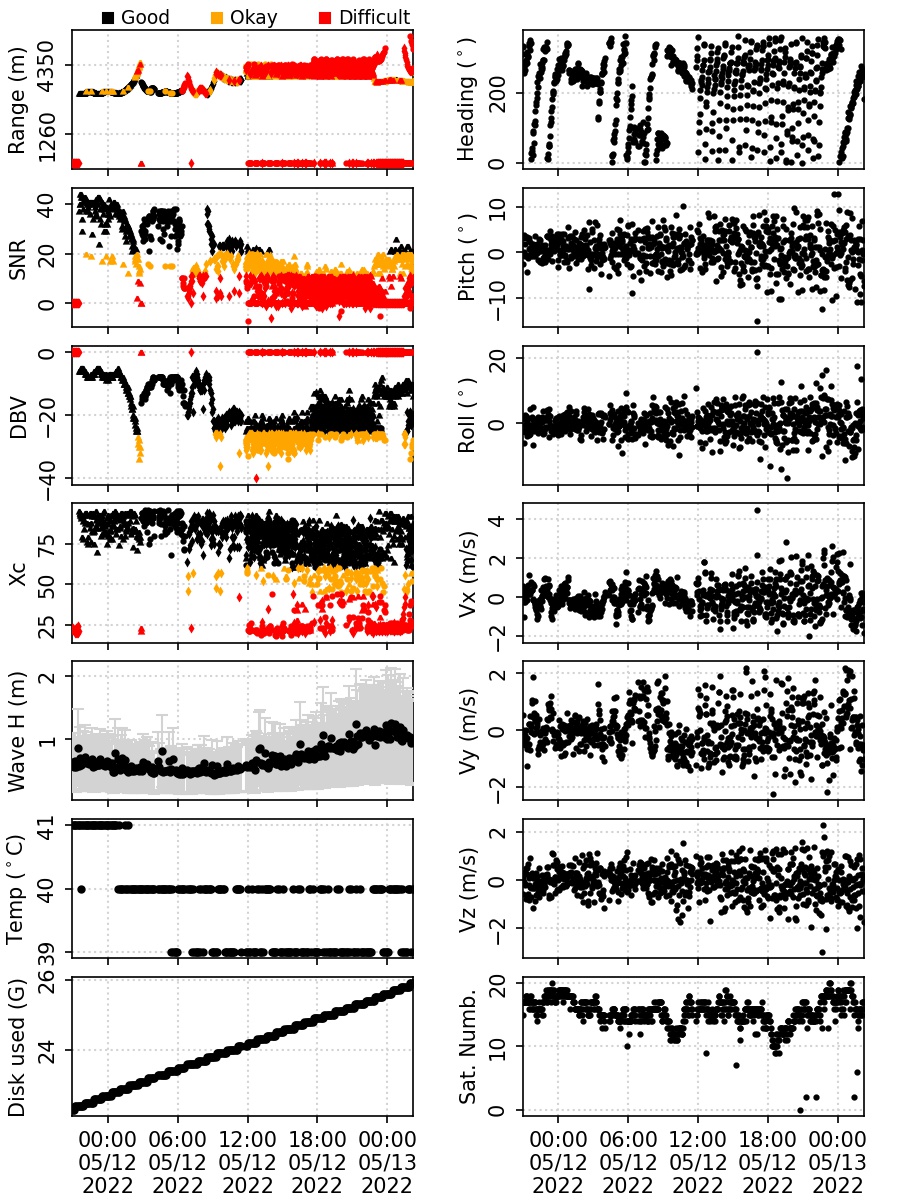 Good Okay Difficult
Range (m)
4350
1260
Heading (°)
200
0
SNR
40
20
0
Pitch (°)
10
0
−10
DBV
0
−20
−40
Roll (°)
20
0
Xc
75
50
25
Vx (m/s)
4
2
0
−2
Wave H (m)
2
1
Vy (m/s)
2
0
−2
Temp (°C)
41
40
39
Vz (m/s)
2
0
−2
Disk used (G)
26
24
Sat. Numb.
20
10
0
00:00 06:00 12:00 18:00 00:00
05/12 05/12 05/12 05/12 05/13
2022 2022 2022 2022 2022
00:00 06:00 12:00 18:00 00:00
05/12 05/12 05/12 05/12 05/13
2022 2022 2022 2022 2022